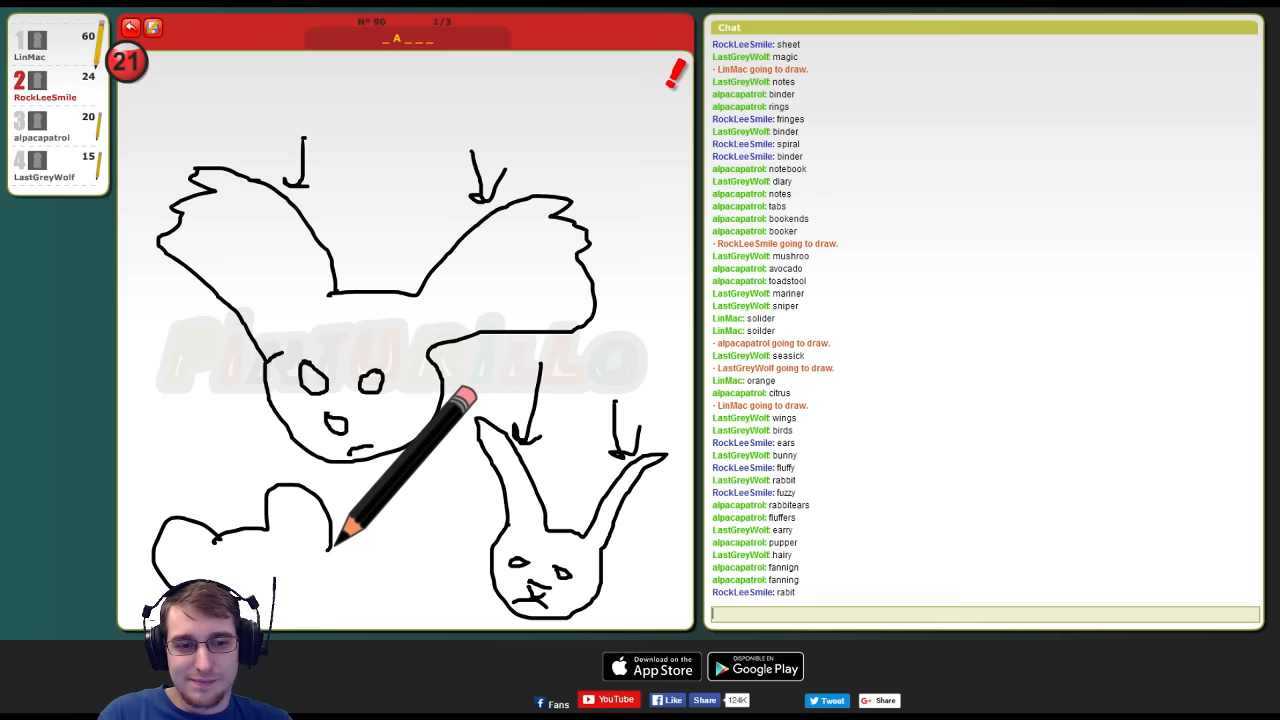 1 60
LinMac
2 24
RockLeeSmile
3 20
alpacapatrol
4 15
LastGreyWolf
21
Nº 90 1/3
_ A _ _ _
Pinturillo
Chat
RockLeeSmile: sheet
LastGreyWolf: magic
· LinMac going to draw.
LastGreyWolf: notes
alpacapatrol: binder
alpacapatrol: rings
RockLeeSmile: fringes
LastGreyWolf: binder
RockLeeSmile: spiral
RockLeeSmile: binder
alpacapatrol: notebook
LastGreyWolf: diary
alpacapatrol: notes
alpacapatrol: tabs
alpacapatrol: bookends
alpacapatrol: booker
· RockLeeSmile going to draw.
LastGreyWolf: mushroo
alpacapatrol: avocado
alpacapatrol: toadstool
LastGreyWolf: mariner
LastGreyWolf: sniper
LinMac: solider
LinMac: soilder
· alpacapatrol going to draw.
LastGreyWolf: seasick
· LastGreyWolf going to draw.
LinMac: orange
alpacapatrol: citrus
· LinMac going to draw.
LastGreyWolf: wings
LastGreyWolf: birds
RockLeeSmile: ears
LastGreyWolf: bunny
RockLeeSmile: fluffy
LastGreyWolf: rabbit
RockLeeSmile: fuzzy
alpacapatrol: rabbitears
alpacapatrol: fluffers
LastGreyWolf: earry
alpacapatrol: pupper
LastGreyWolf: hairy
alpacapatrol: fannign
alpacapatrol: fanning
RockLeeSmile: rabit
Download on the
App Store
DISPONIBLE EN
Google Play
Fans YouTube Like Share 124K Tweet Share